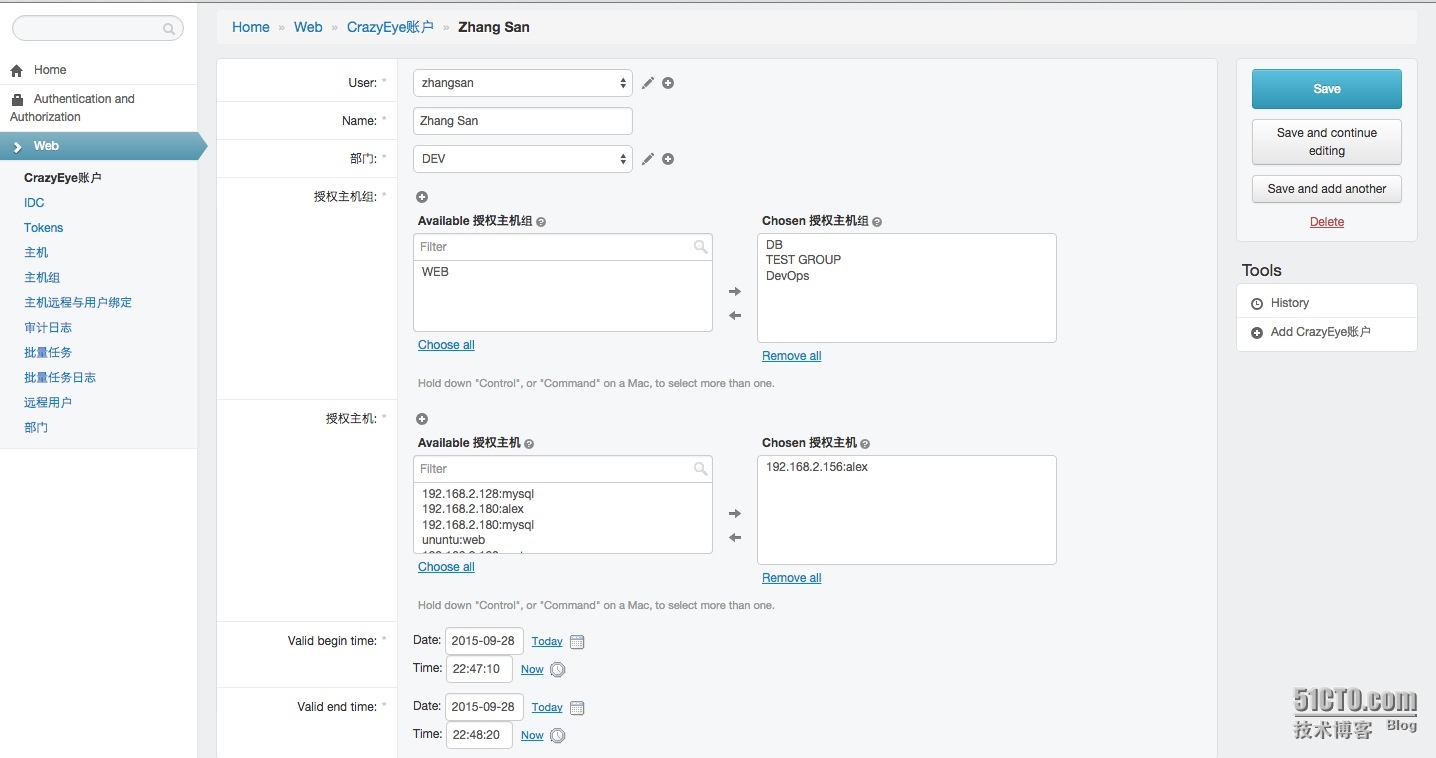 Home » Web » CrazyEye账户 » Zhang San
Home
Authentication and
Authorization
Web
CrazyEye账户
IDC
Tokens
主机
主机组
主机远程与用户绑定
审计日志
批量任务
批量任务日志
远程用户
部门
User: *
zhangsan
Name: *
Zhang San
部门: *
DEV
授权主机组: *
Available 授权主机组
Filter
WEB
Choose all
Chosen 授权主机组
DB
TEST GROUP
DevOps
Remove all
Hold down "Control", or "Command" on a Mac, to select more than one.
授权主机: *
Available 授权主机
Filter
192.168.2.128:mysql
192.168.2.180:alex
192.168.2.180:mysql
ununtu:web
Choose all
Chosen 授权主机
192.168.2.156:alex
Remove all
Hold down "Control", or "Command" on a Mac, to select more than one.
Valid begin time: *
Date: 2015-09-28 Today
Time: 22:47:10 Now
Valid end time: *
Date: 2015-09-28 Today
Time: 22:48:20 Now
Save
Save and continue
editing
Save and add another
Delete
Tools
History
Add CrazyEye账户
51CTO.com
技术博客 Blog